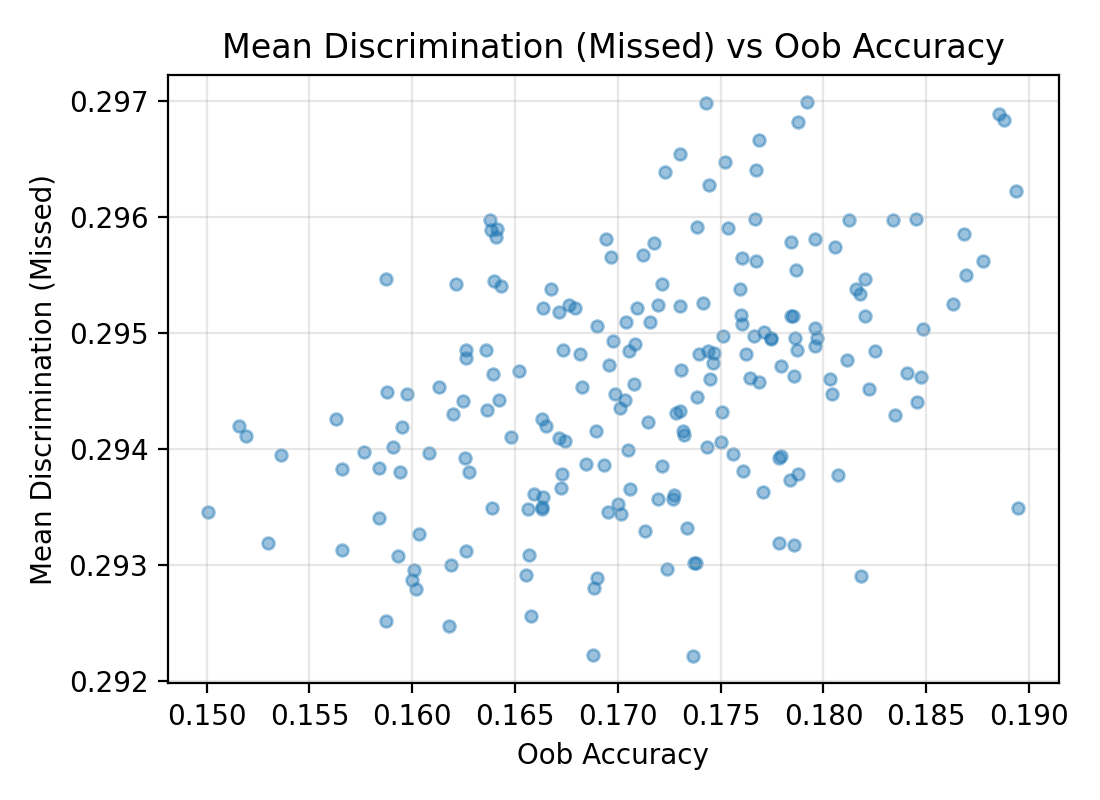 Mean Discrimination (Missed) vs Oob Accuracy
0.297
0.296
0.295
0.294
0.293
0.292
Mean Discrimination (Missed)
0.150 0.155 0.160 0.165 0.170 0.175 0.180 0.185 0.190
Oob Accuracy